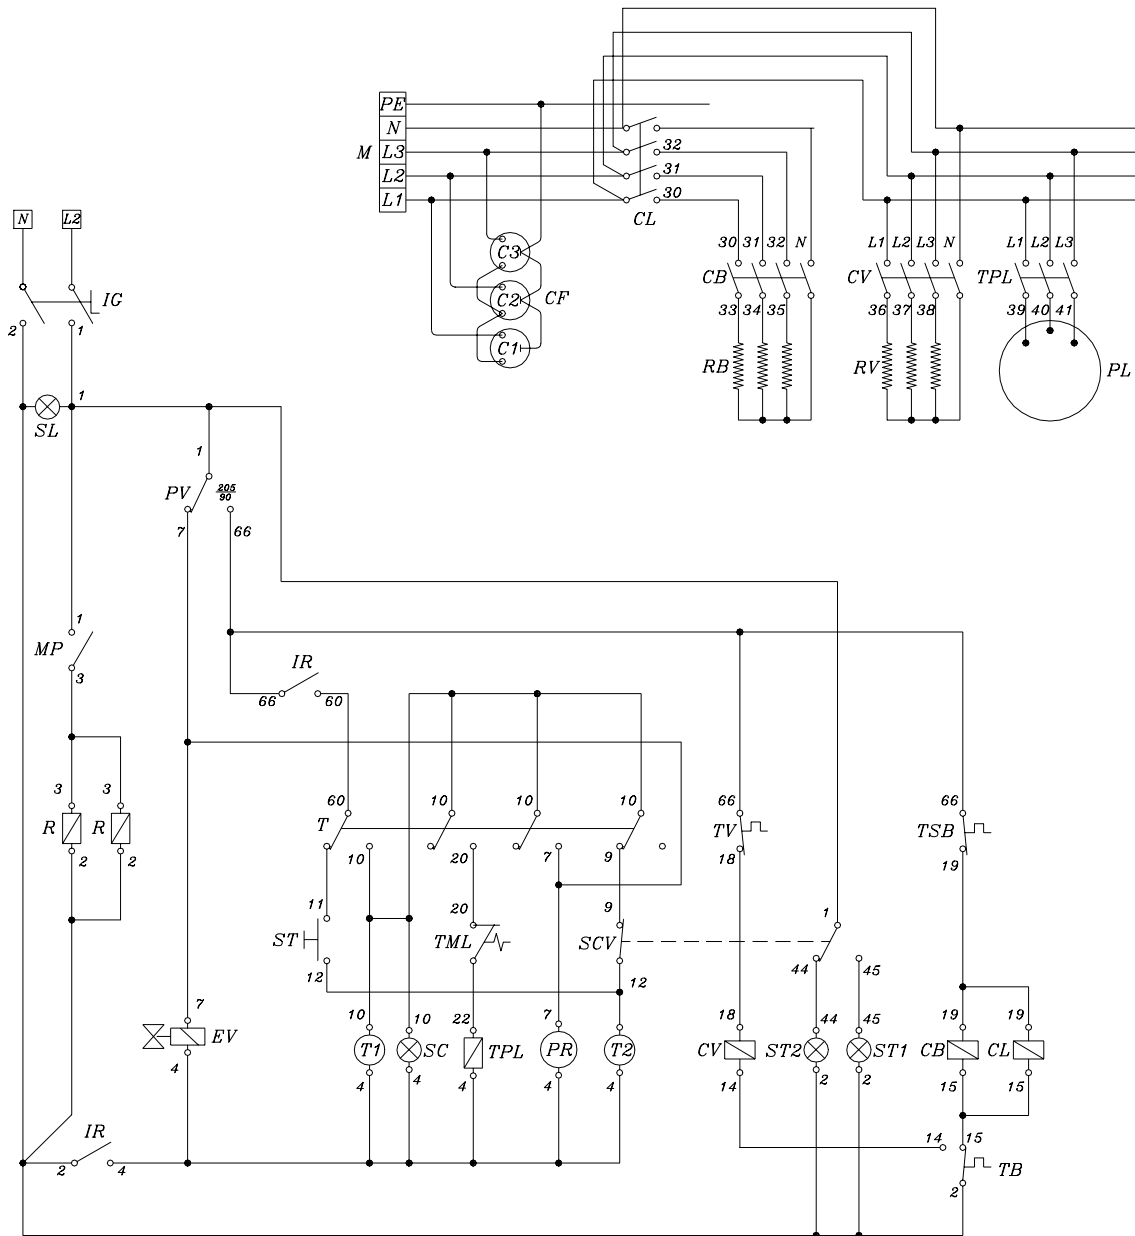 PE
N
M L3 32
L2 31
L1 30
CL
N L2
C3
C2 CF
C1
30 31 32 N
L1 L2 L3 N
L1 L2 L3
CB CV TPL
33 34 35
36 37 38
39 40 41
RB RV PL
IG
2 1
1
SL
1
PV 205
90
7 66
1
MP
3
IR
66 60
3 3
R R
2 2
60 10 10 10
T
10 20 7 9
66 66
TV TSB
18 19
11 20 9 1
ST TML SCV
12 12 44 45
7
EV
4
10 10 22 7
T1 SC TPL PR T2
4 4 4 4 4
18 44 45 19 19
CV ST2 ST1 CB CL
14 2 2 15 15
IR
2 4
14 15
TB
2